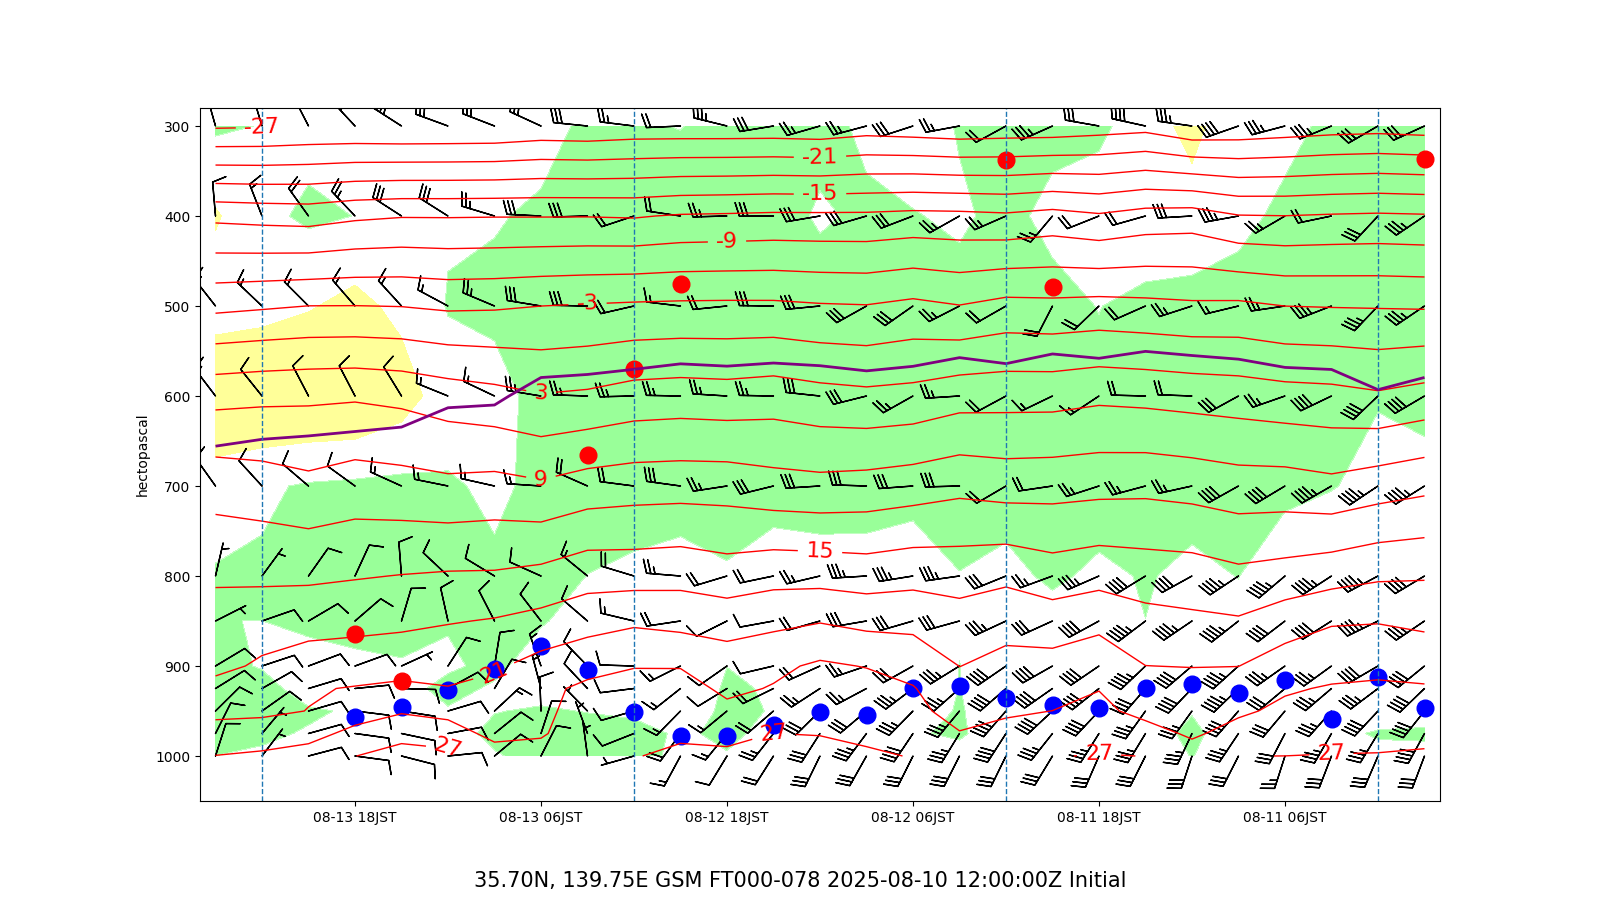 300
400
500
600
700
800
900
1000
hectopascal
-27
-21
-15
-9
-3
3
9
15
21
27
27
27
27
08-13 18JST
08-13 06JST
08-12 18JST
08-12 06JST
08-11 18JST
08-11 06JST
35.70N, 139.75E GSM FT000-078 2025-08-10 12:00:00Z Initial